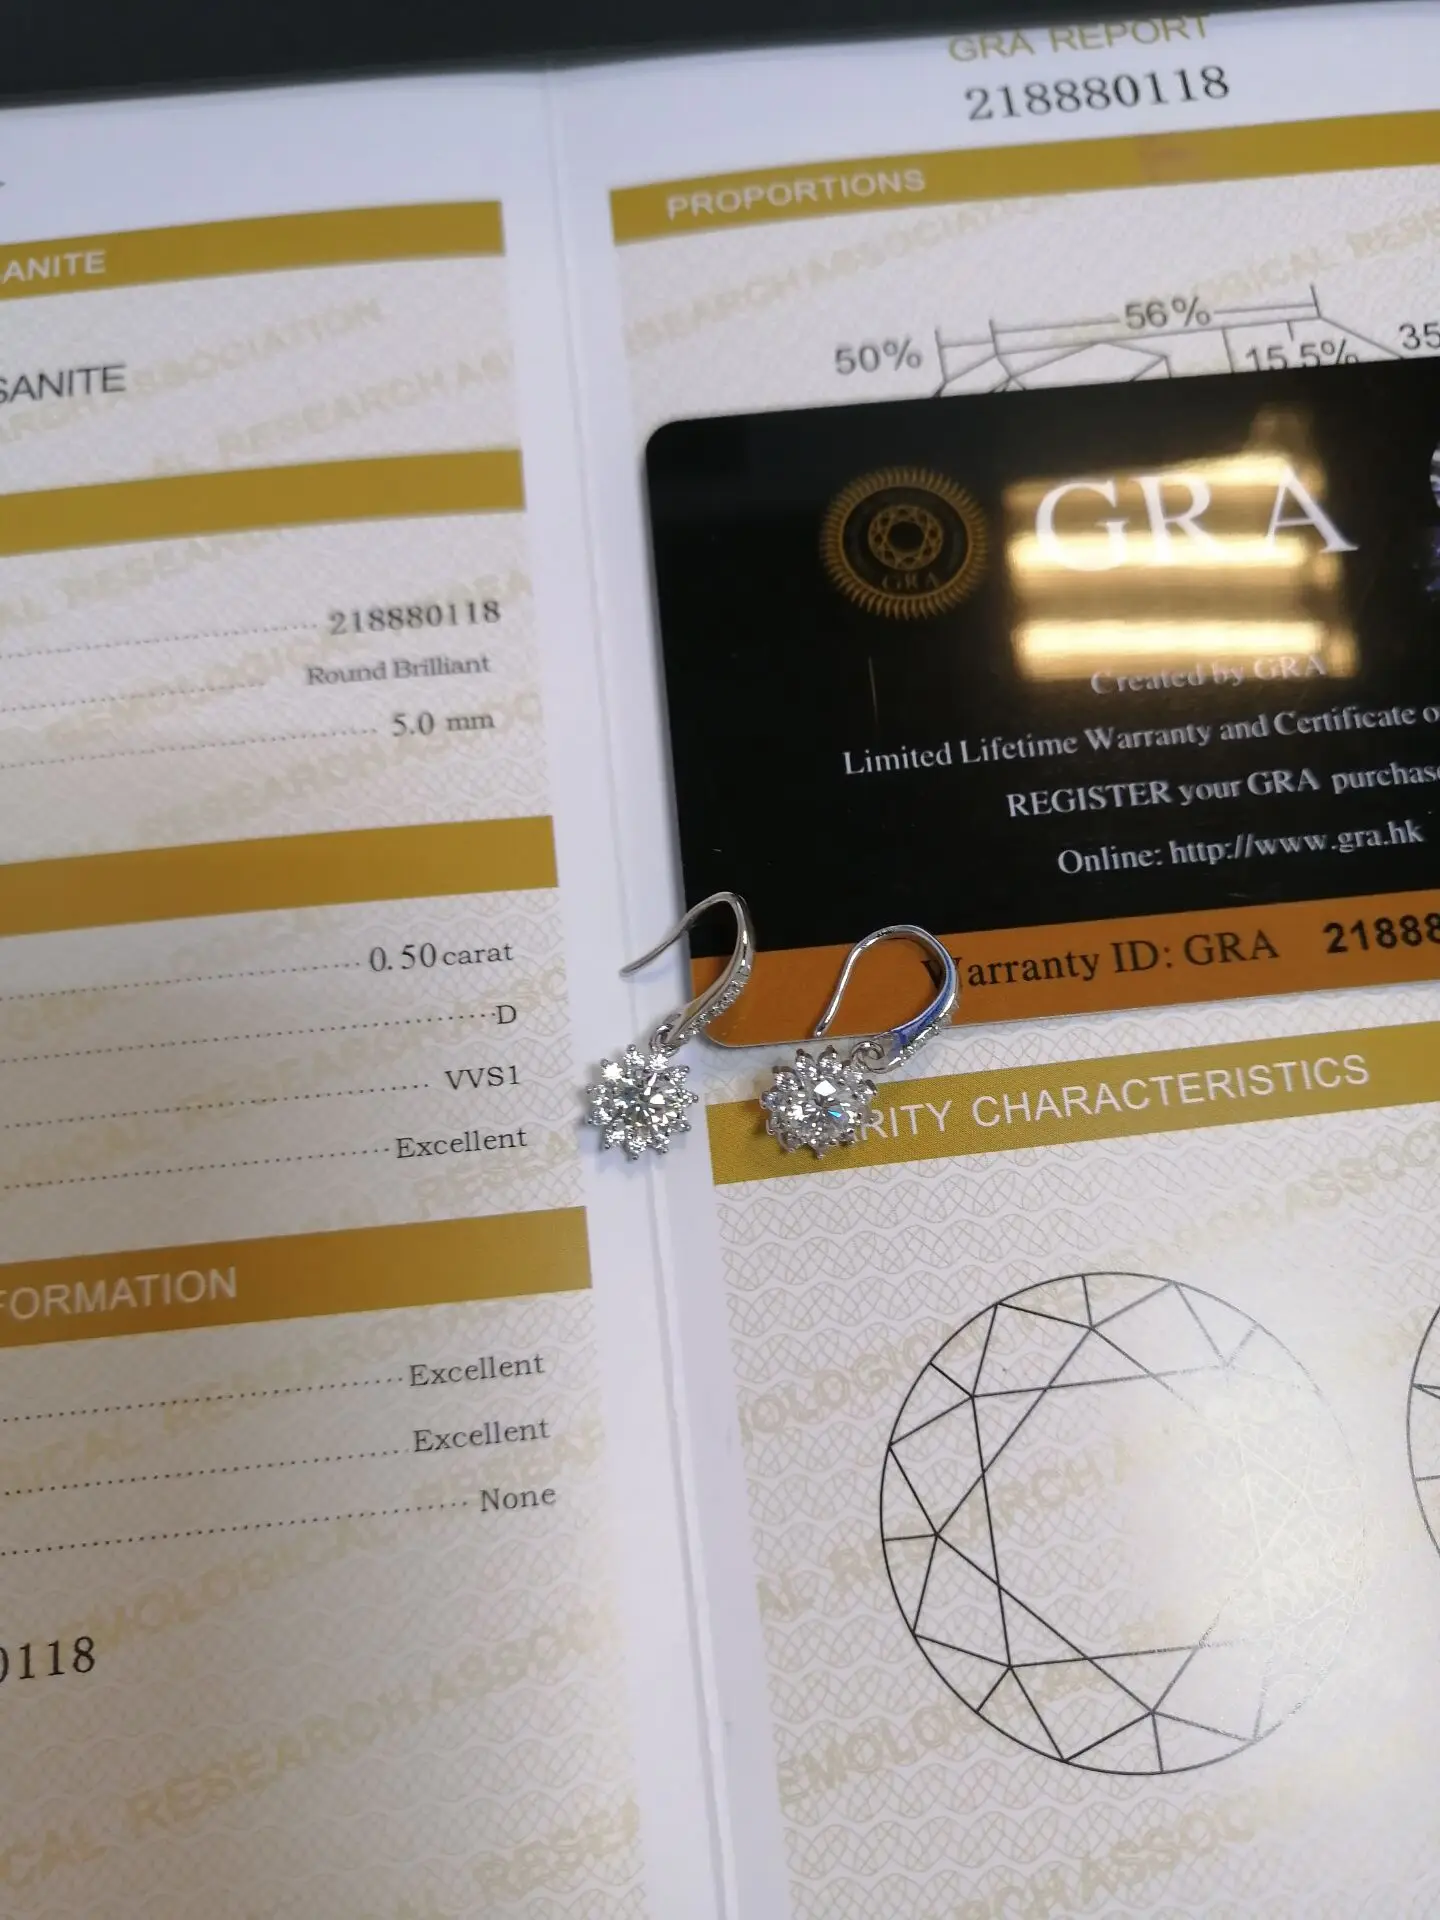 ANITE
SANITE
218880118
Round Brilliant
5.0 mm
0.50 carat
D
VVS1
Excellent
FORMATION
Excellent
Excellent
None
0118
GRA REPORT
218880118
PROPORTIONS
56%
50%
15.5%
35
GRA
GRA
Created by GRA
Limited Lifetime Warranty and Certificate o
REGISTER your GRA purchase
Online: http://www.gra.hk
Warranty ID: GRA 21888
RITY CHARACTERISTICS